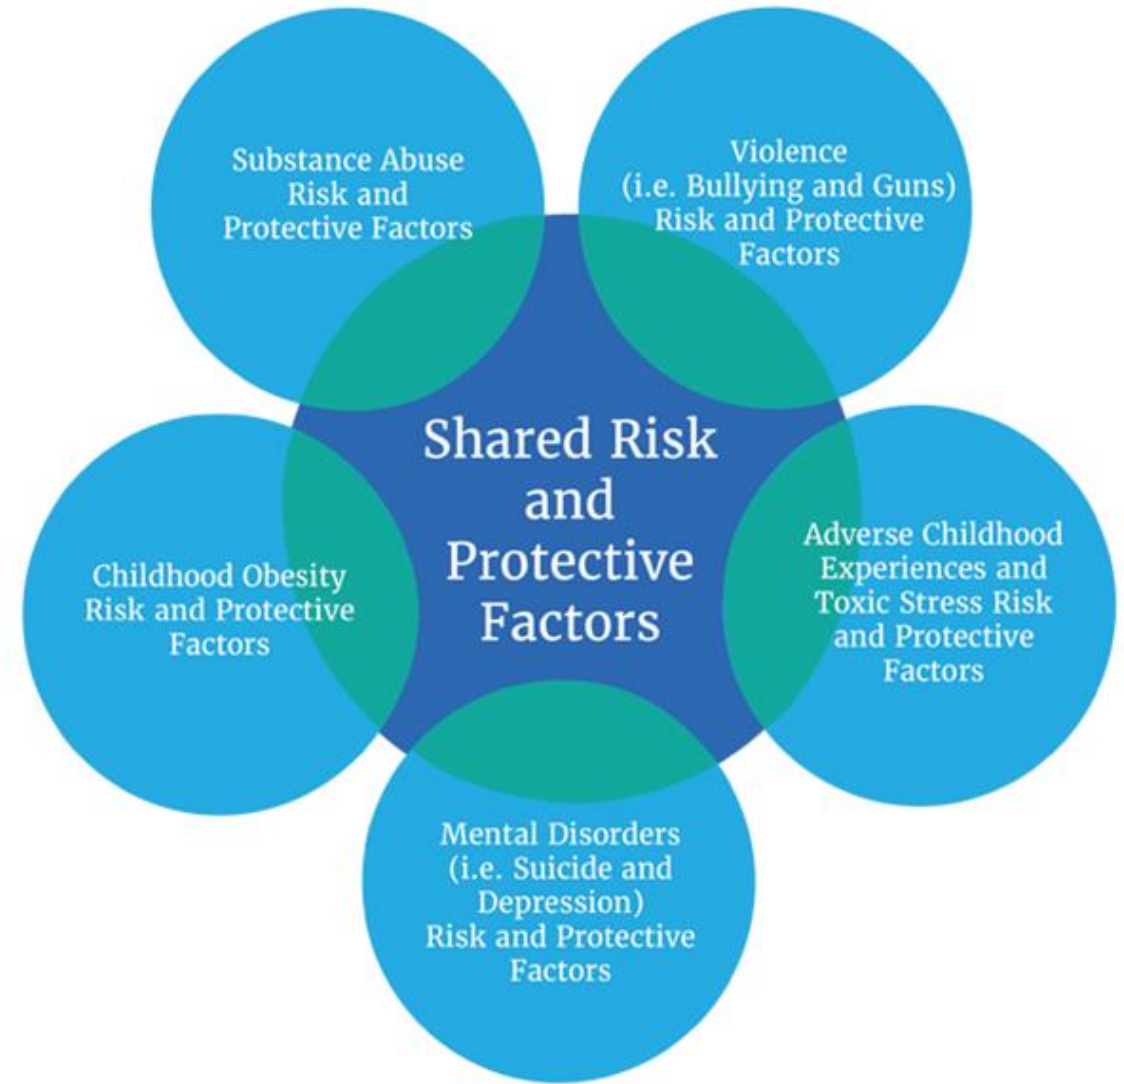 Substance Abuse
Risk and
Protective Factors
Violence
(i.e. Bullying and Guns)
Risk and Protective
Factors
Shared Risk
and
Protective
Factors
Childhood Obesity
Risk and Protective
Factors
Adverse Childhood
Experiences and
Toxic Stress Risk
and Protective
Factors
Mental Disorders
(i.e. Suicide and
Depression)
Risk and Protective
Factors